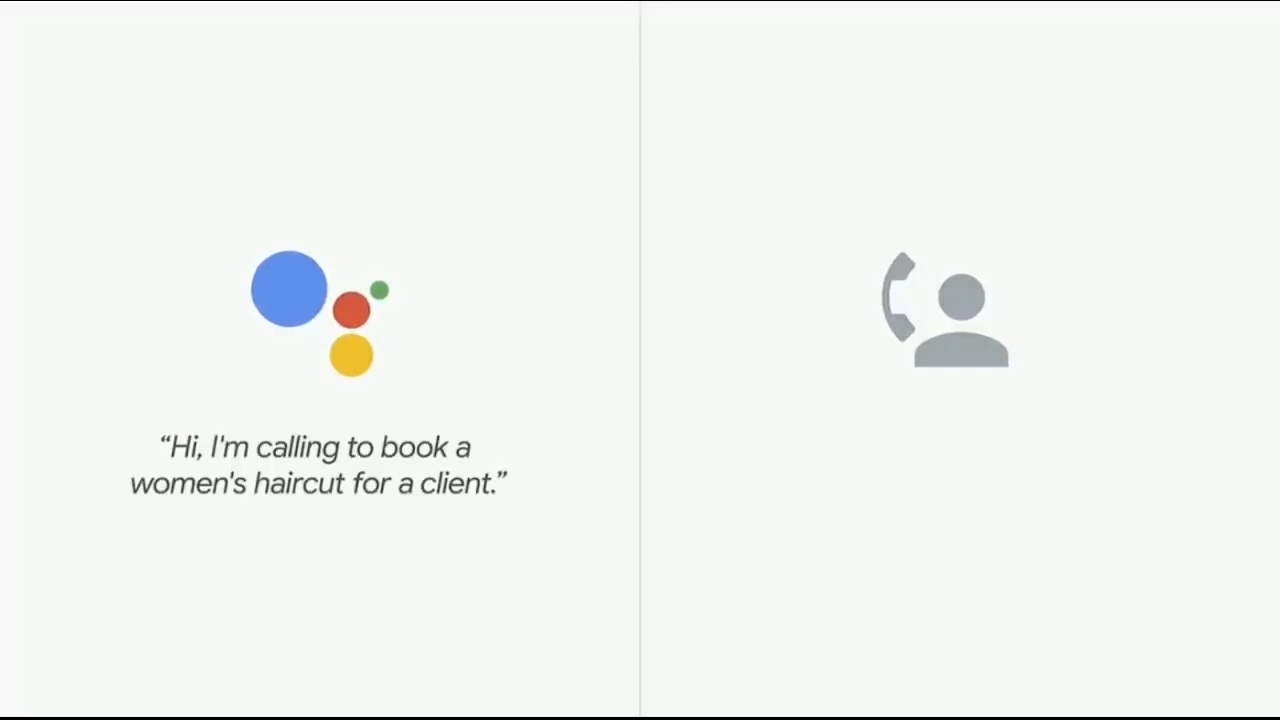 “Hi, I'm calling to book a
women's haircut for a client.”